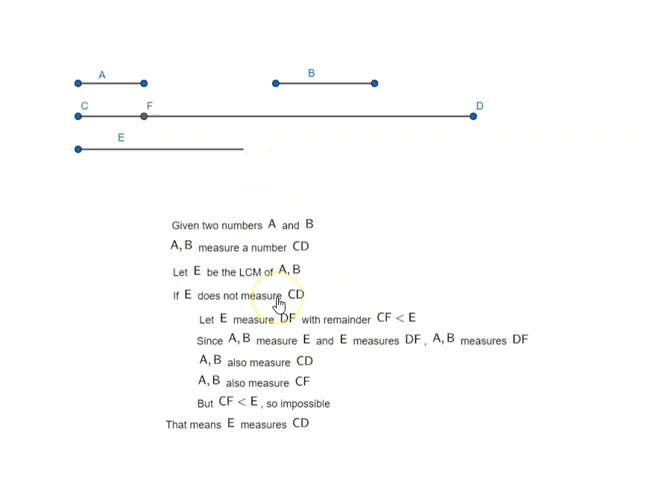 A B
C F D
E
Given two numbers A and B
A, B measure a number CD
Let E be the LCM of A, B
If E does not measure CD
Let E measure DF with remainder CF < E
Since A, B measure E and E measures DF, A, B measures DF
A, B also measure CD
A, B also measure CF
But CF < E, so impossible
That means E measures CD